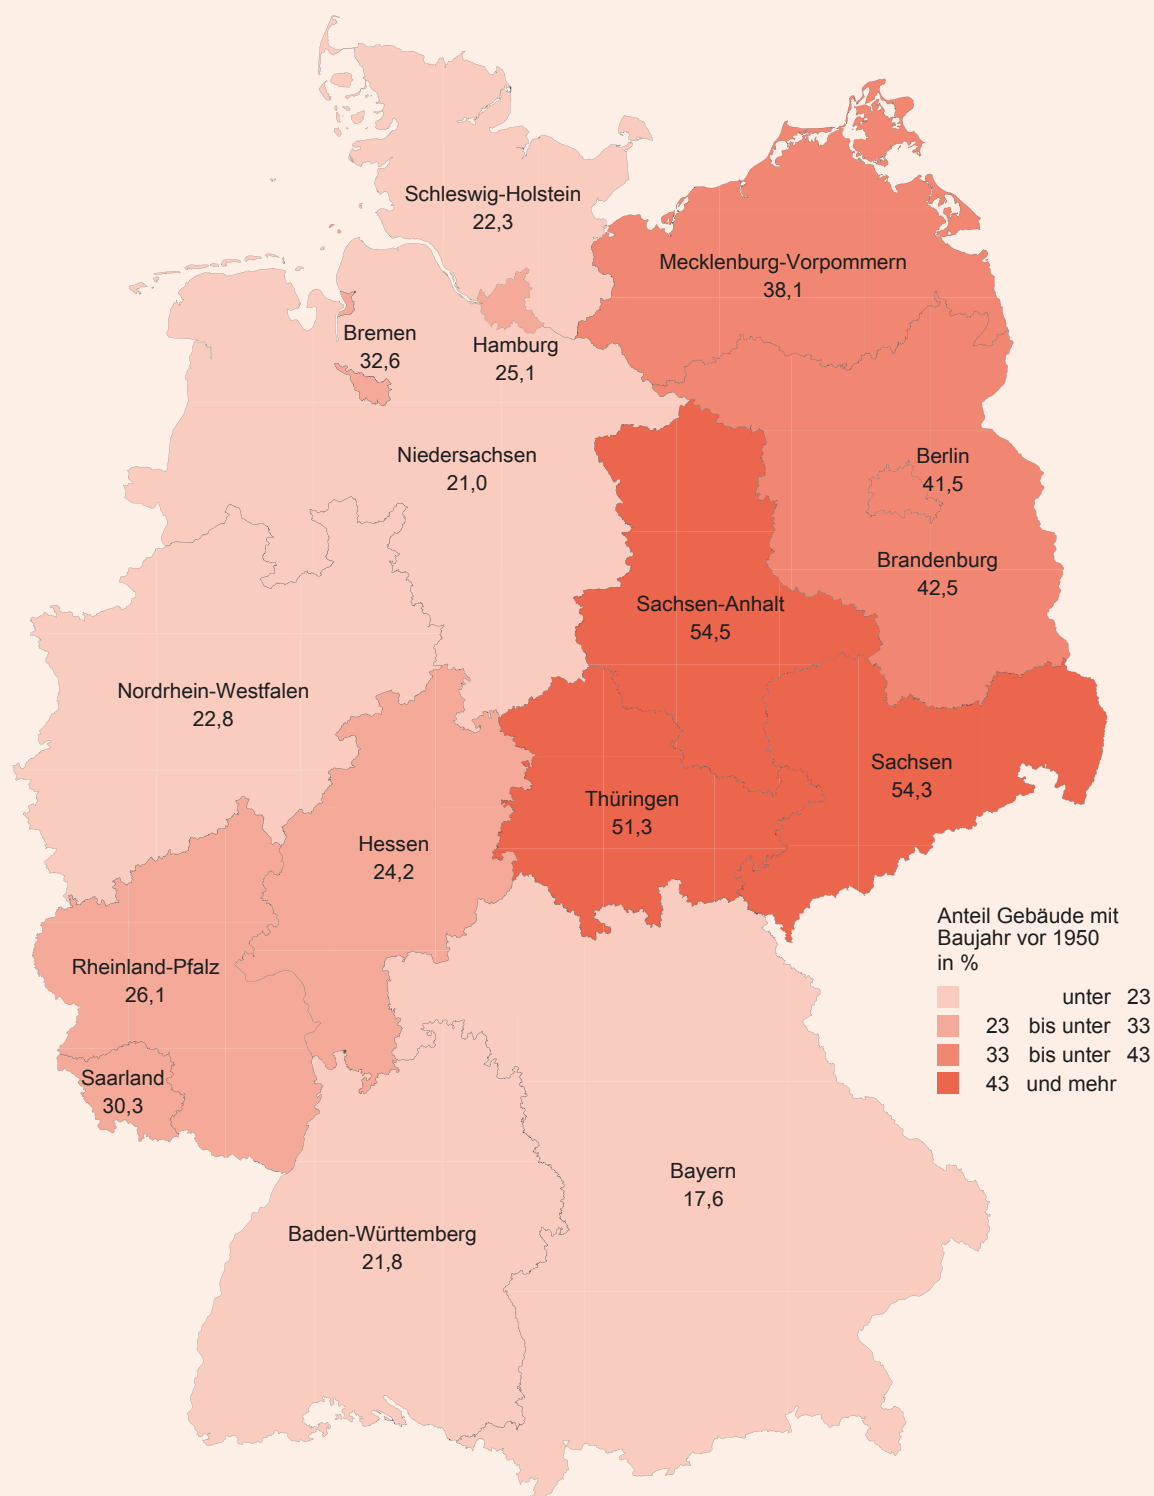 Schleswig-Holstein
22,3
Mecklenburg-Vorpommern
38,1
Bremen
32,6
Hamburg
25,1
Niedersachsen
21,0
Berlin
41,5
Brandenburg
42,5
Sachsen-Anhalt
54,5
Nordrhein-Westfalen
22,8
Sachsen
54,3
Thüringen
51,3
Hessen
24,2
Rheinland-Pfalz
26,1
Saarland
30,3
Bayern
17,6
Baden-Württemberg
21,8
Anteil Gebäude mit
Baujahr vor 1950
in %
unter 23
23 bis unter 33
33 bis unter 43
43 und mehr